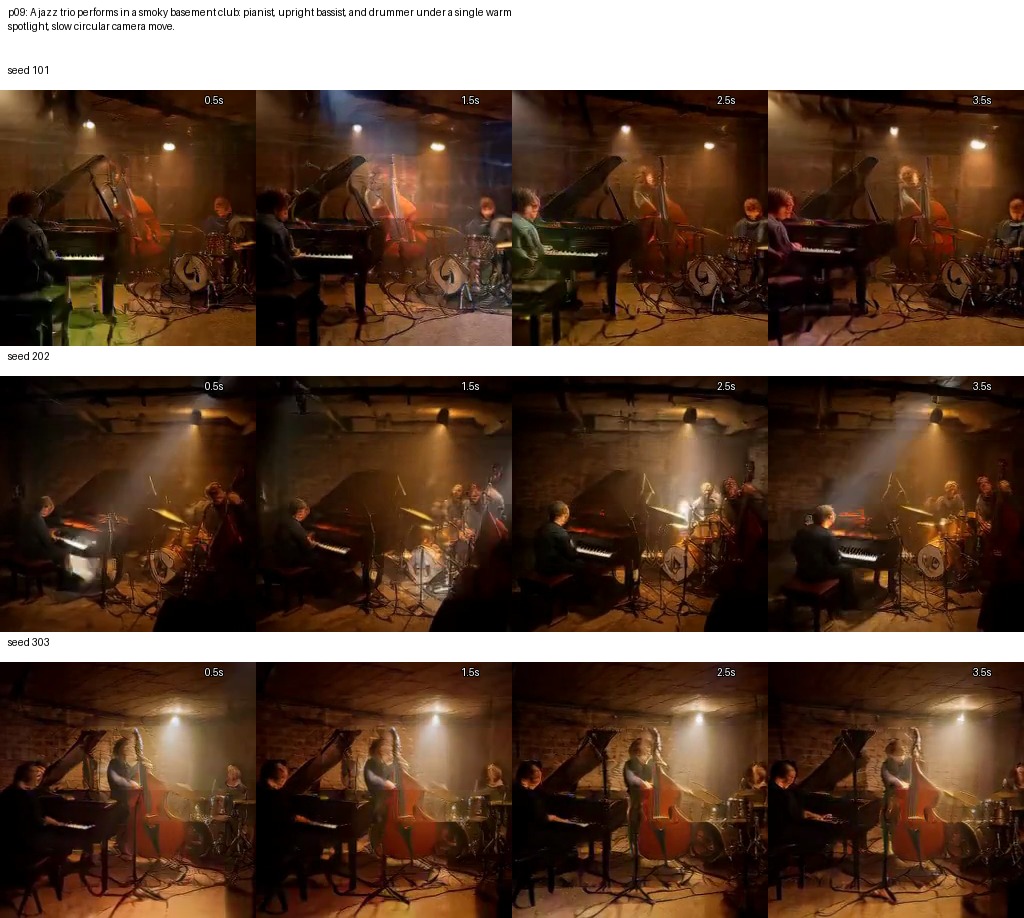 p09: A jazz trio performs in a smoky basement club: pianist, upright bassist, and drummer under a single warm
spotlight, slow circular camera move.
seed 101
0.5s 1.5s 2.5s 3.5s
seed 202
0.5s 1.5s 2.5s 3.5s
seed 303
0.5s 1.5s 2.5s 3.5s